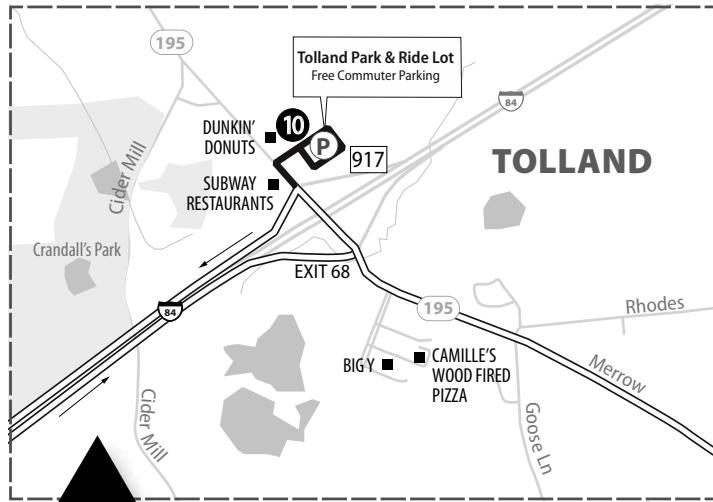 195
Tolland Park & Ride Lot
Free Commuter Parking
84
DUNKIN'
DONUTS
10
P
917
TOLLAND
Cider Mill
SUBWAY
RESTAURANTS
Crandall's Park
EXIT 68
84
195
Rhodes
BIG Y
CAMILLE'S
WOOD FIRED
PIZZA
Merrow
Cider Mill
Goose Ln